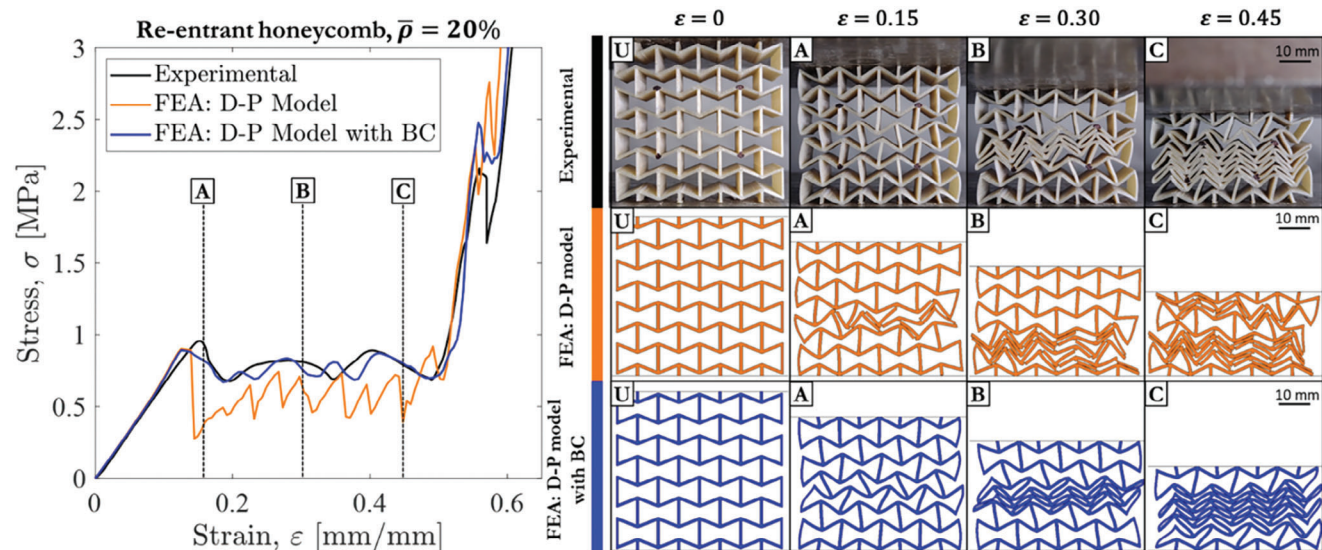 Re-entrant honeycomb, ρ̄ = 20%
Experimental
FEA: D-P Model
FEA: D-P Model with BC
A
B
C
3
2.5
2
1.5
1
0.5
0
0
0.2
0.4
0.6
Stress, σ [MPa]
Strain, ε [mm/mm]
ε = 0
ε = 0.15
ε = 0.30
ε = 0.45
Experimental
U
A
B
C
10 mm
FEA: D-P model
U
A
B
C
10 mm
FEA: D-P model
with BC
U
A
B
C
10 mm